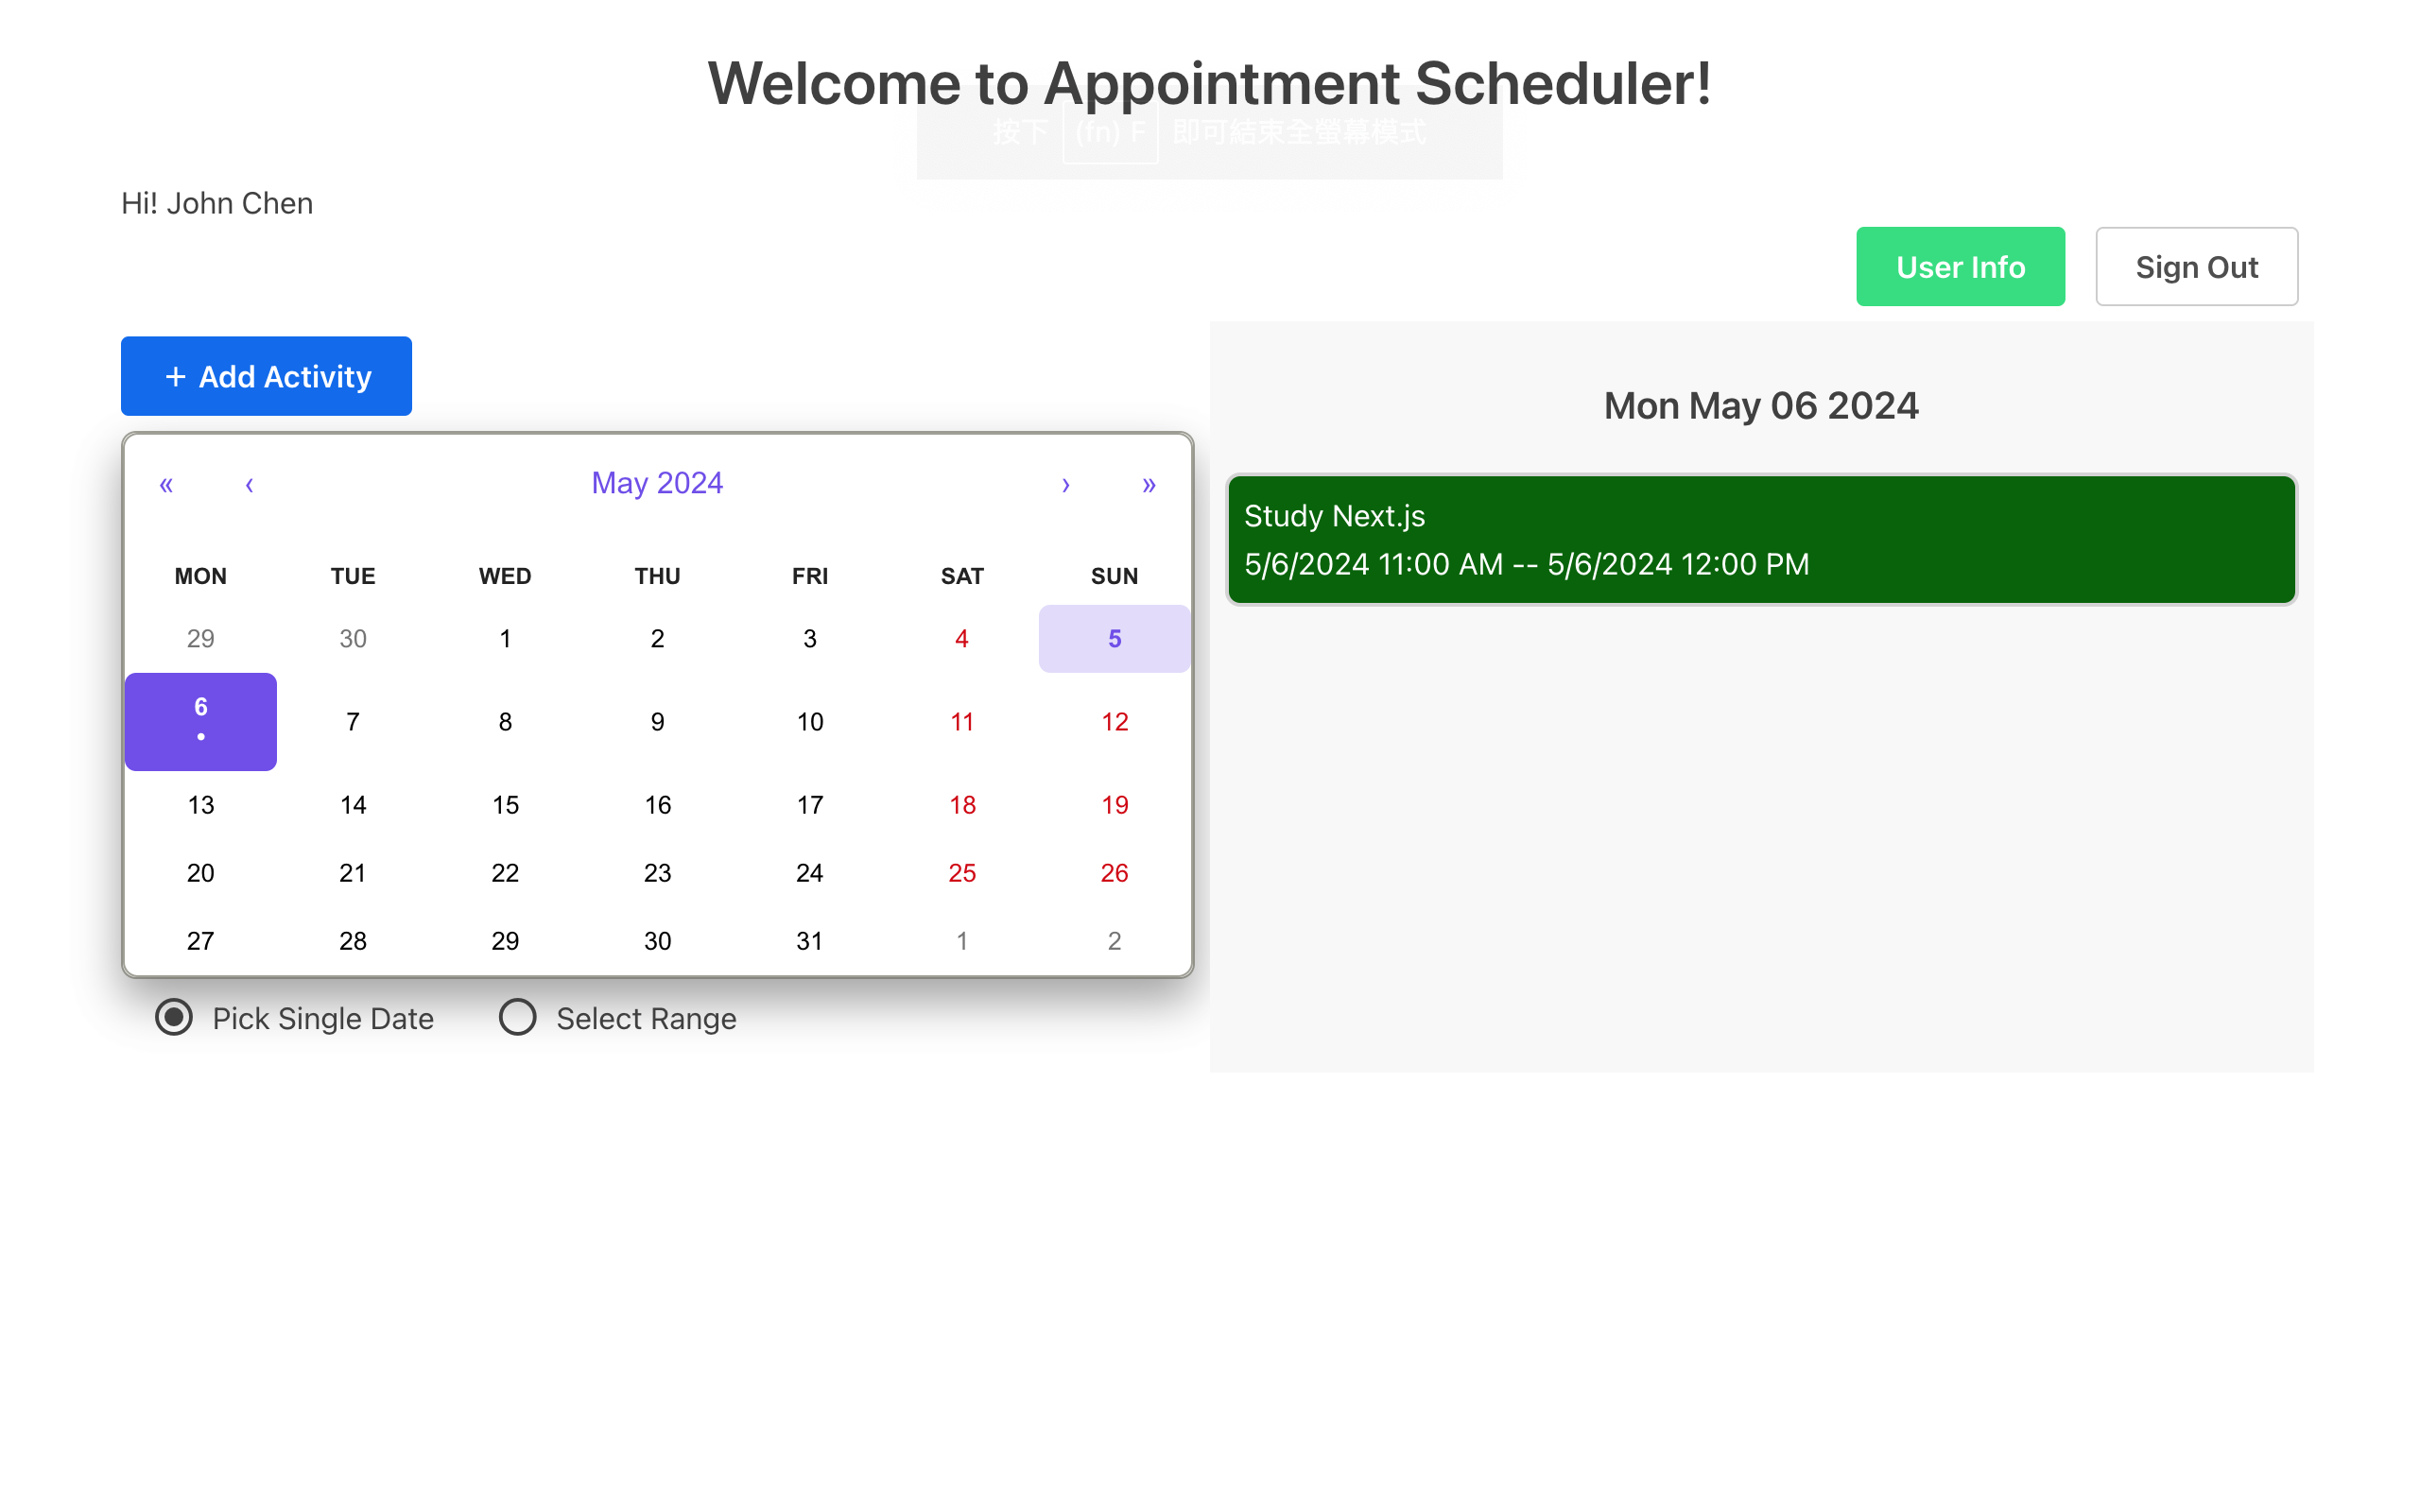 Welcome to Appointment Scheduler!
按下 (fn) F 即可結束全螢幕模式
Hi! John Chen
User Info
Sign Out
+ Add Activity
« ‹ May 2024 › »
MON TUE WED THU FRI SAT SUN
29 30 1 2 3 4 5
6 7 8 9 10 11 12
13 14 15 16 17 18 19
20 21 22 23 24 25 26
27 28 29 30 31 1 2
Pick Single Date
Select Range
Mon May 06 2024
Study Next.js
5/6/2024 11:00 AM -- 5/6/2024 12:00 PM